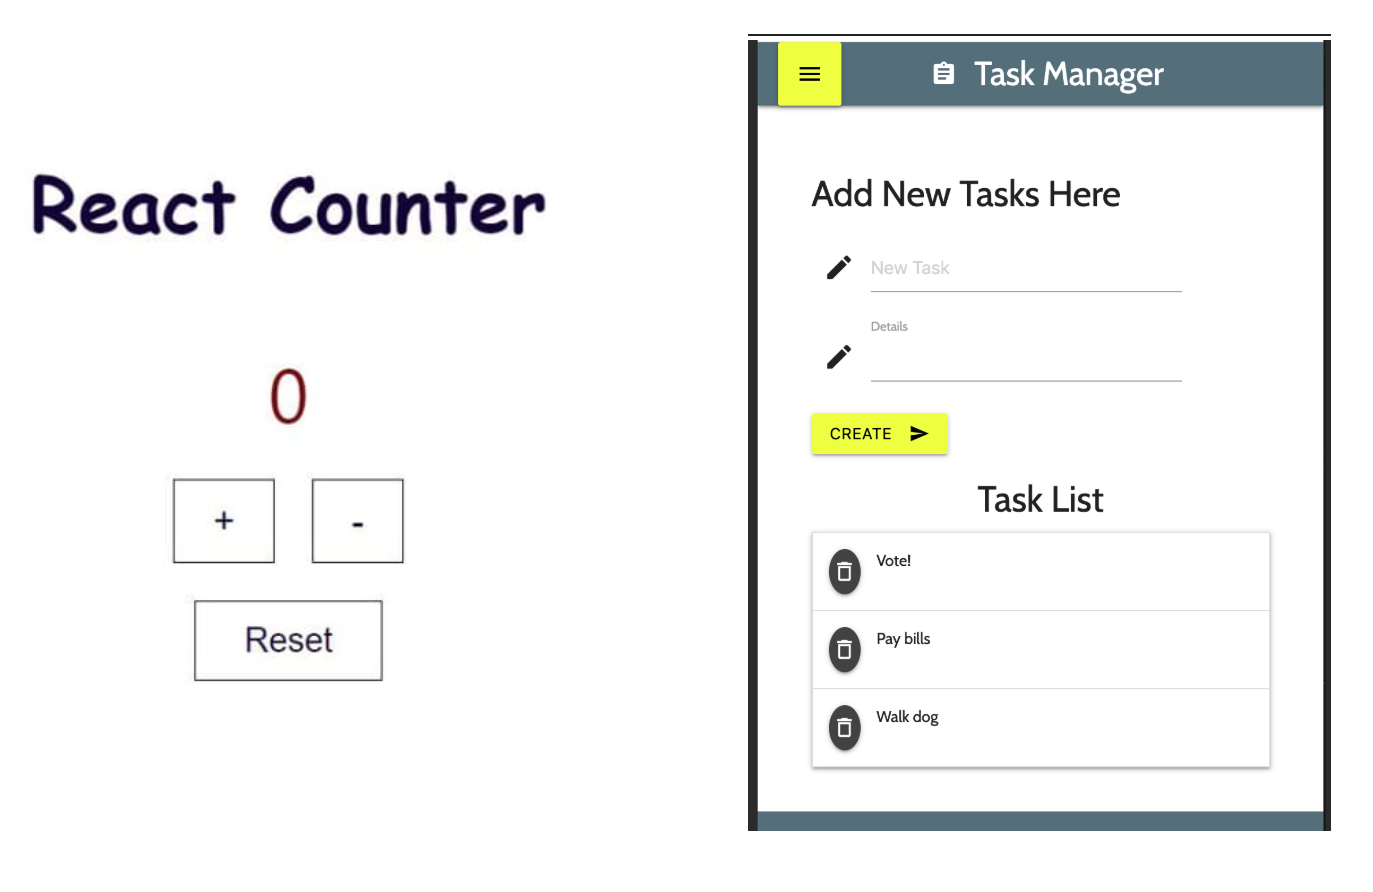 React Counter
0
+ -
Reset
Task Manager
Add New Tasks Here
New Task
Details
CREATE
Task List
Vote!
Pay bills
Walk dog